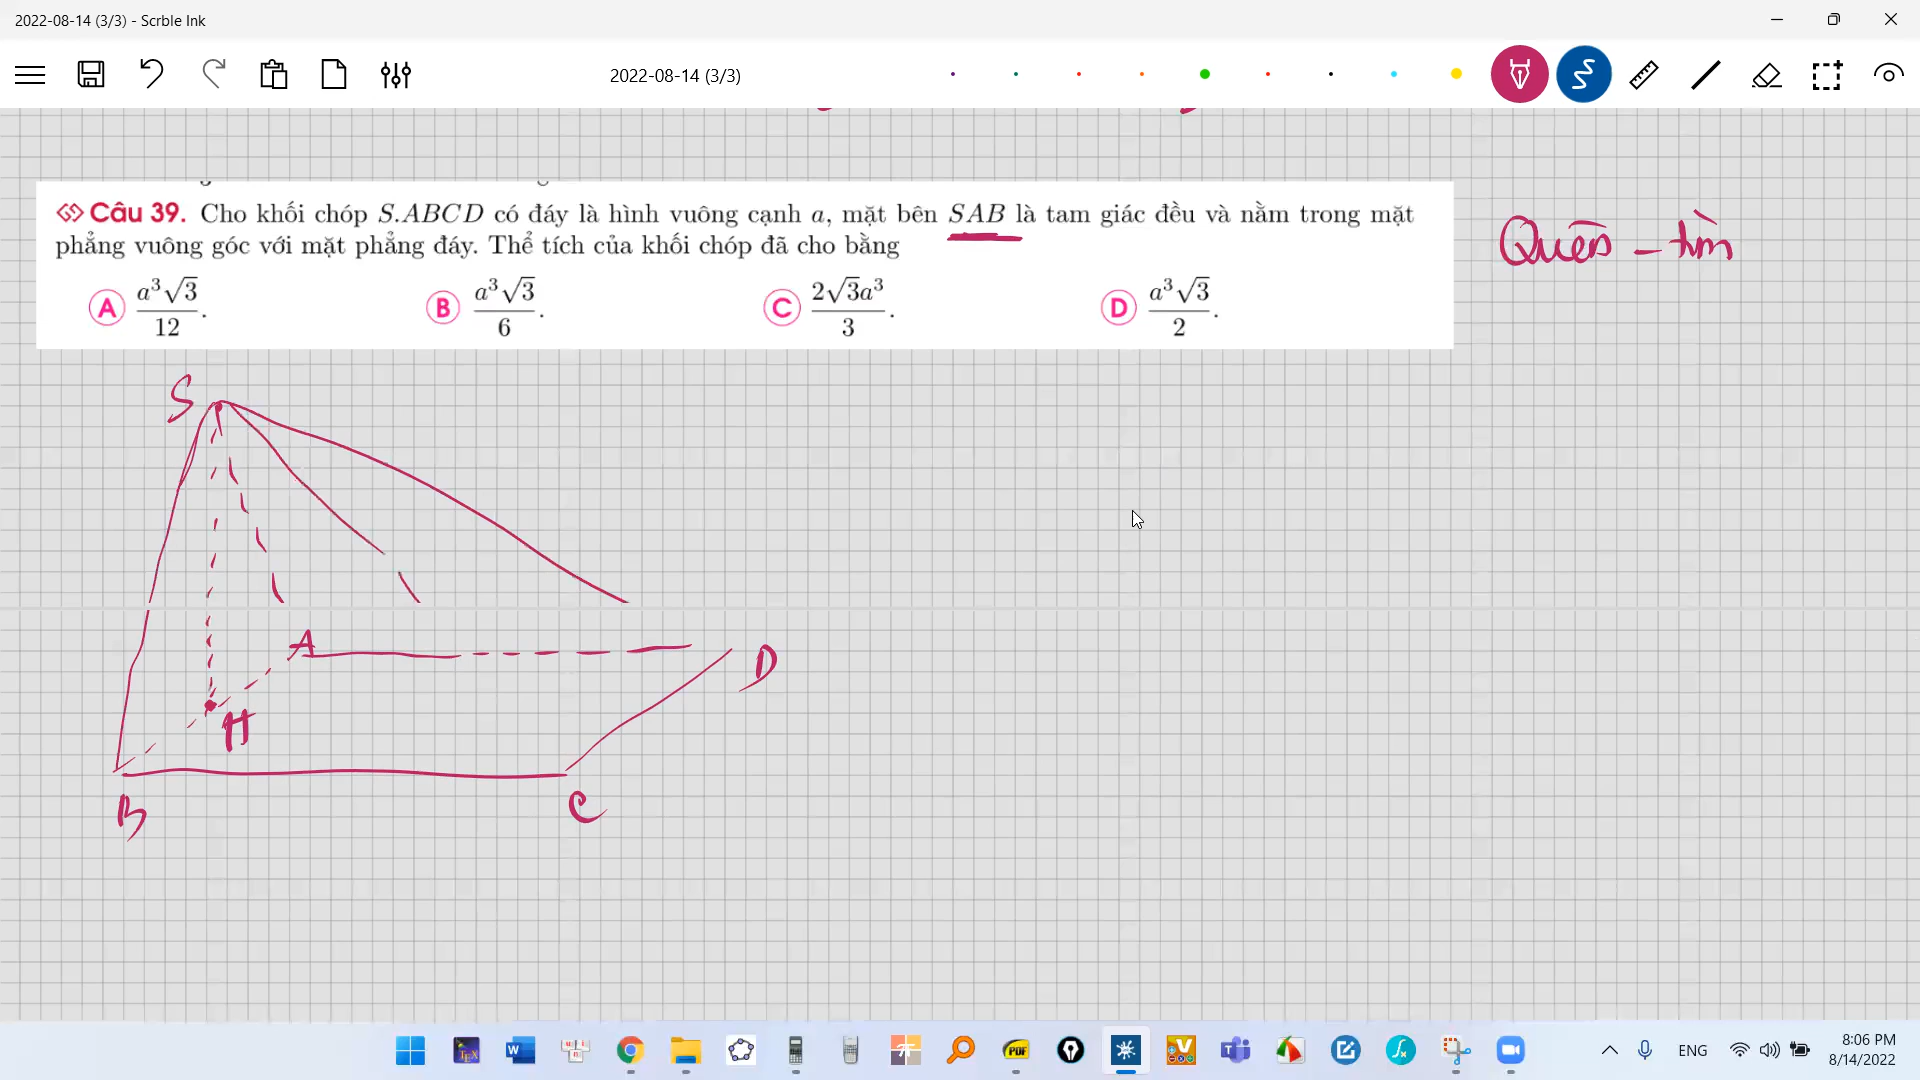 2022-08-14 (3/3) - Scrble Ink
2022-08-14 (3/3)
Câu 39. Cho khối chóp S.ABCD có đáy là hình vuông cạnh a, mặt bên SAB là tam giác đều và nằm trong mặt
phẳng vuông góc với mặt phẳng đáy. Thể tích của khối chóp đã cho bằng
A a³√3/12. B a³√3/6. C 2√3a³/3. D a³√3/2.
S
A
D
H
B
C
ENG
8:06 PM
8/14/2022